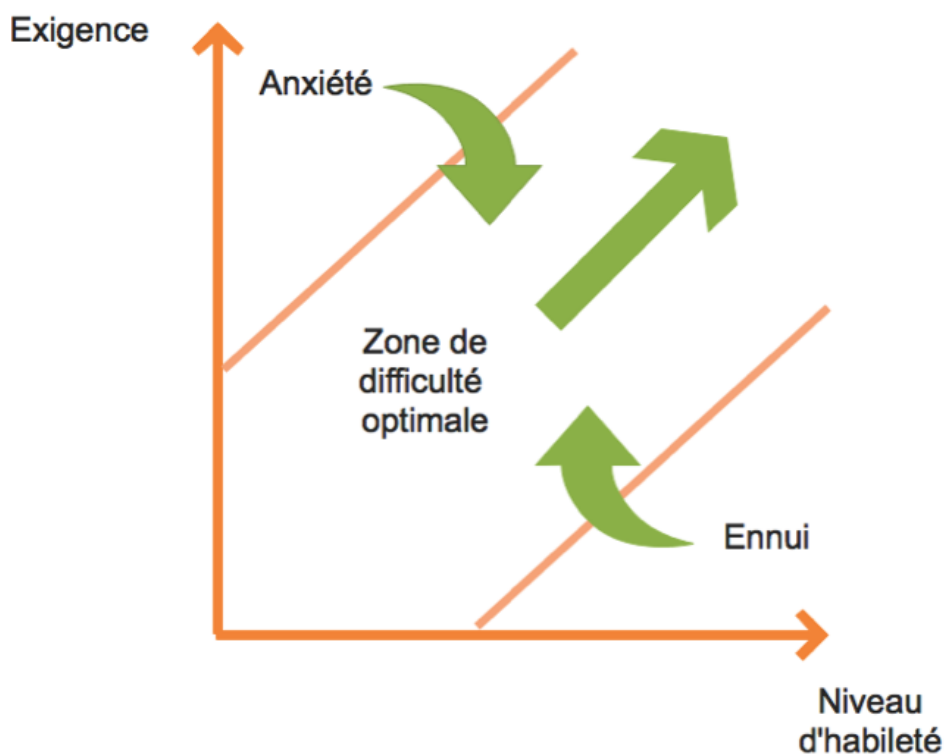 Exigence
Anxiété
Zone de
difficulté
optimale
Ennui
Niveau
d'habileté